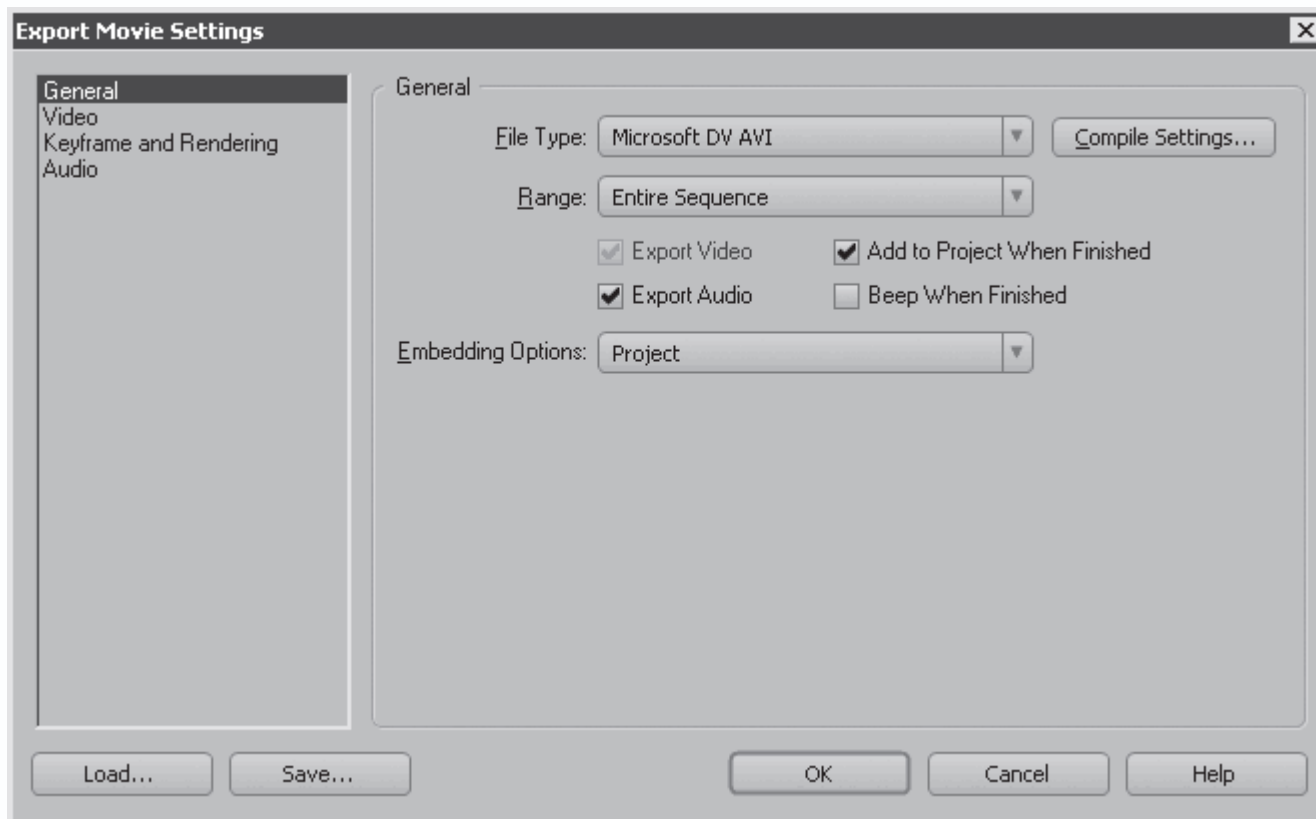 Export Movie Settings
General
Video
Keyframe and Rendering
Audio
General
File Type: Microsoft DV AVI Compile Settings...
Range: Entire Sequence
Export Video Add to Project When Finished
Export Audio Beep When Finished
Embedding Options: Project
Load... Save... OK Cancel Help